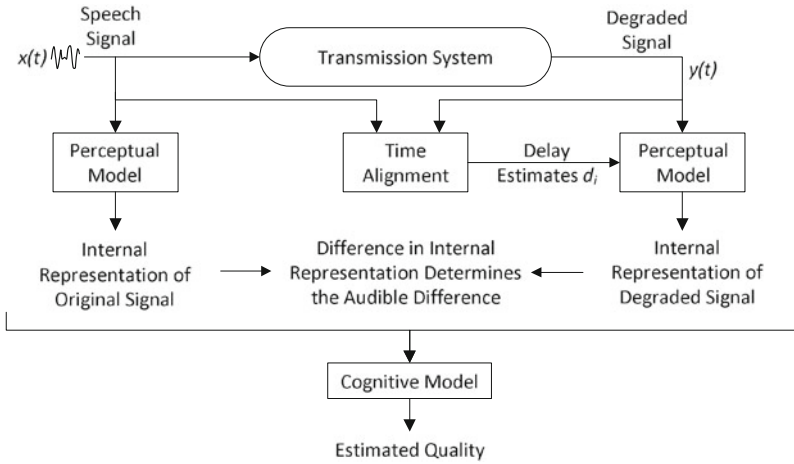 Speech
Signal
x(t)
Transmission System
Degraded
Signal
y(t)
Perceptual
Model
Time
Alignment
Delay
Estimates dᵢ
Perceptual
Model
Internal
Representation of
Original Signal
Difference in Internal
Representation Determines
the Audible Difference
Internal
Representation of
Degraded Signal
Cognitive Model
Estimated Quality